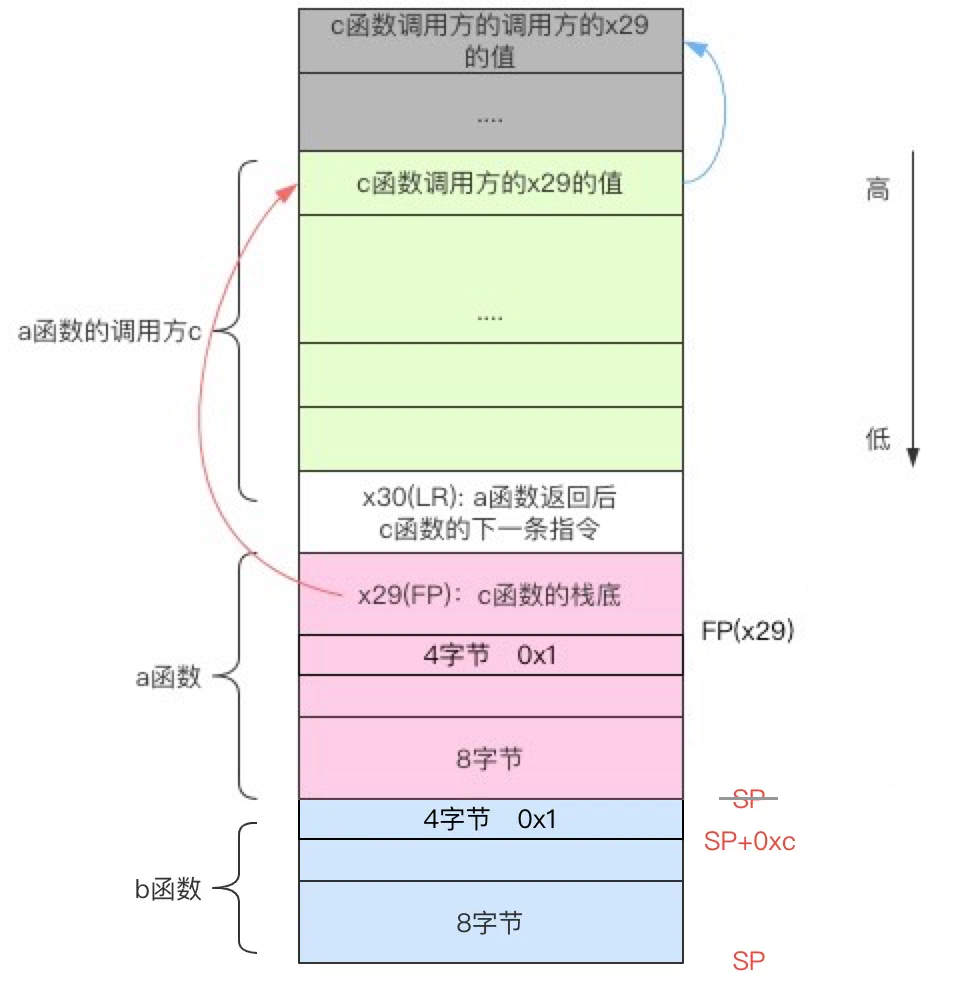 c函数调用方的调用方的x29
的值
....
c函数调用方的x29的值
高
....
a函数的调用方c
低
x30(LR): a函数返回后
c函数的下一条指令
x29(FP)：c函数的栈底
FP(x29)
4字节 0x1
a函数
8字节
SP
4字节 0x1
SP+0xc
b函数
8字节
SP